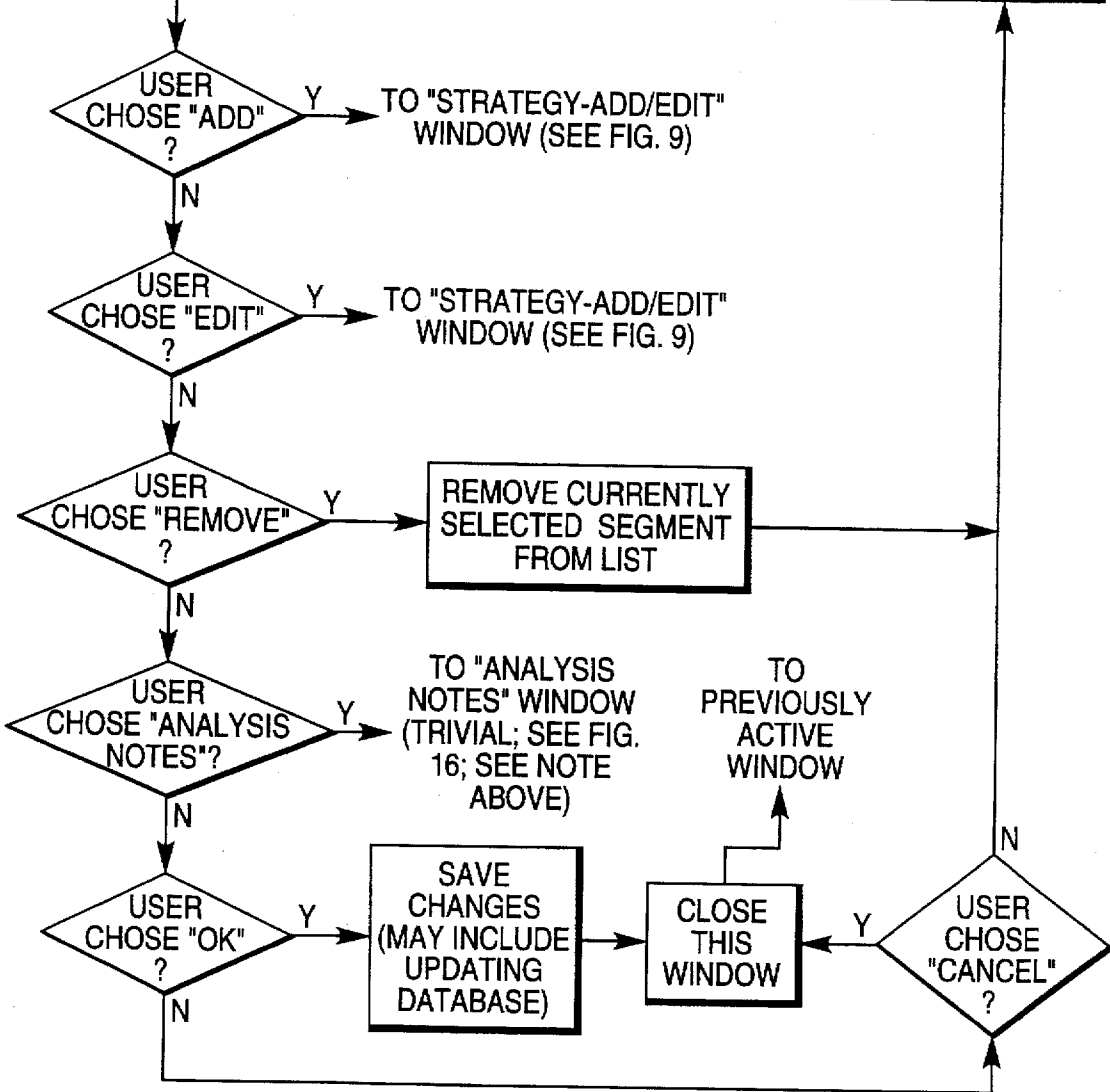 USER
CHOSE "ADD"
?
Y
TO "STRATEGY-ADD/EDIT"
WINDOW (SEE FIG. 9)
N
USER
CHOSE "EDIT"
?
Y
TO "STRATEGY-ADD/EDIT"
WINDOW (SEE FIG. 9)
N
USER
CHOSE "REMOVE"
?
Y
REMOVE CURRENTLY
SELECTED SEGMENT
FROM LIST
N
USER
CHOSE "ANALYSIS
NOTES"?
Y
TO "ANALYSIS
NOTES" WINDOW
(TRIVIAL; SEE FIG.
16; SEE NOTE
ABOVE)
TO
PREVIOUSLY
ACTIVE
WINDOW
N
USER
CHOSE "OK"
?
Y
SAVE
CHANGES
(MAY INCLUDE
UPDATING
DATABASE)
CLOSE
THIS
WINDOW
Y
USER
CHOSE
"CANCEL"
?
N
N